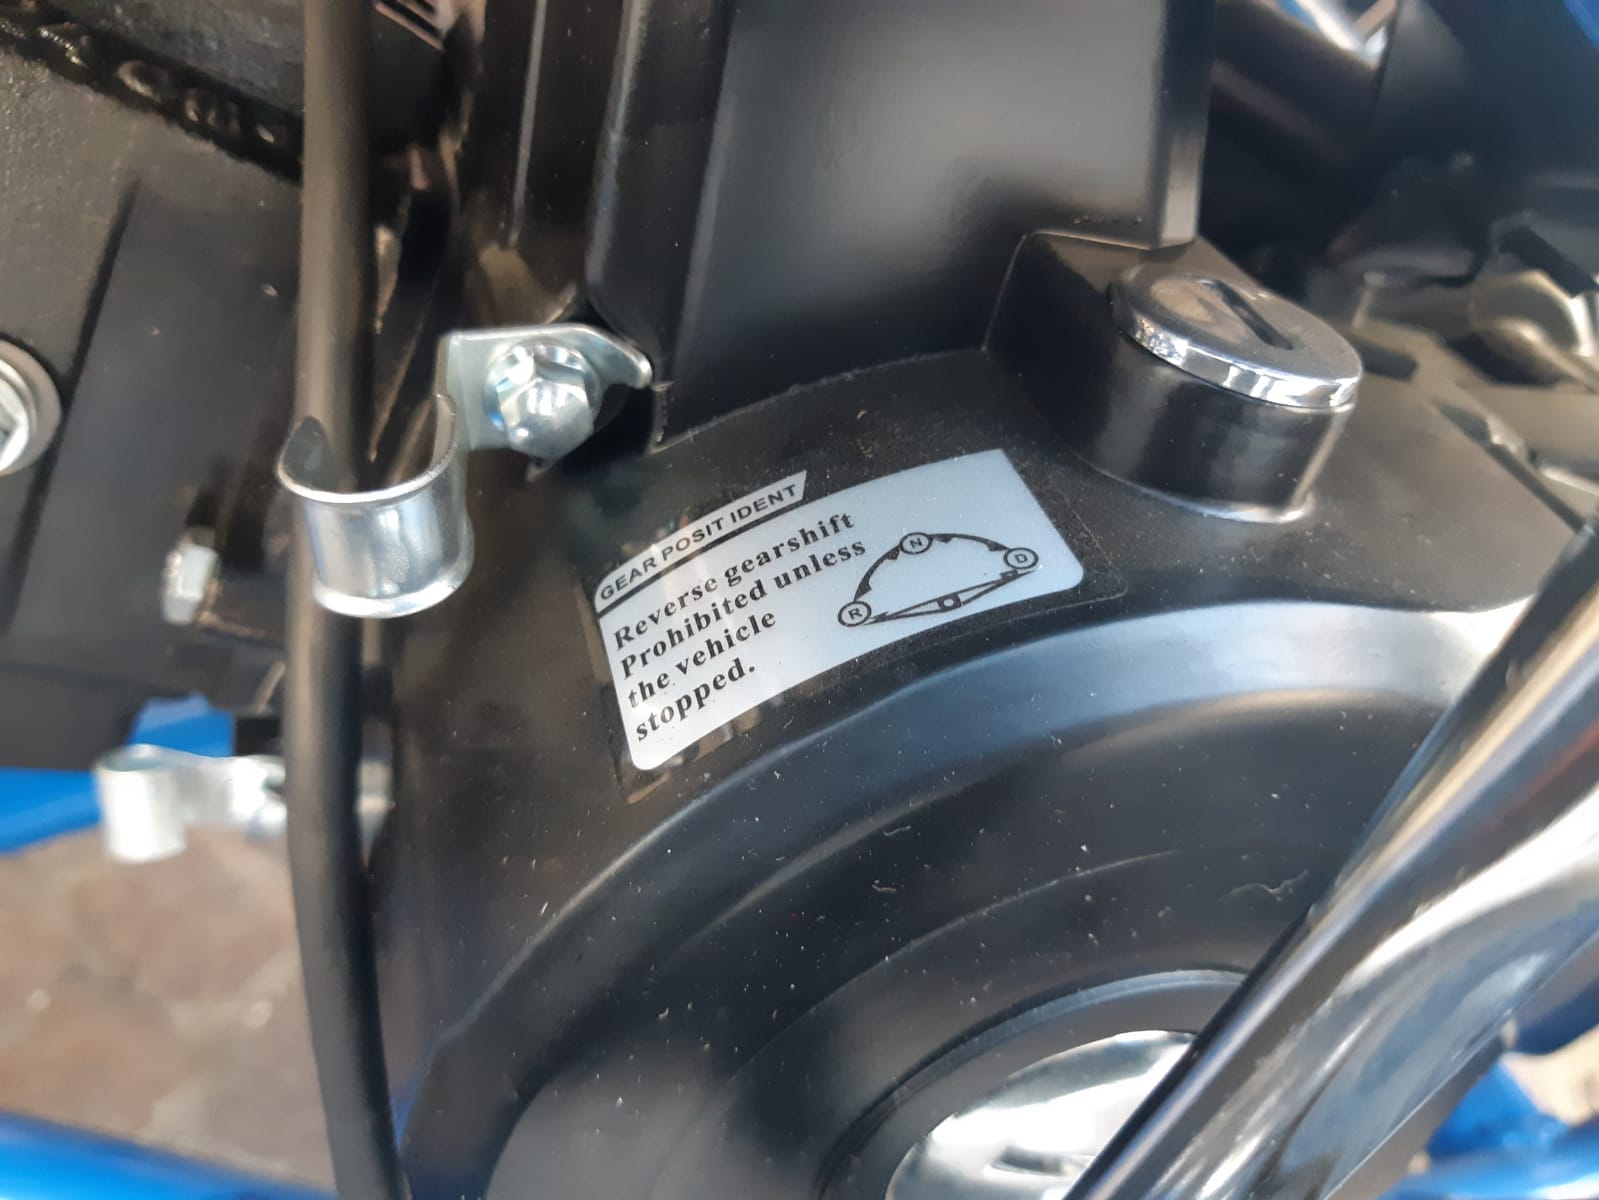 GEAR POSIT IDENT
Reverse gearshift
Prohibited unless
the vehicle
stopped.
R N D